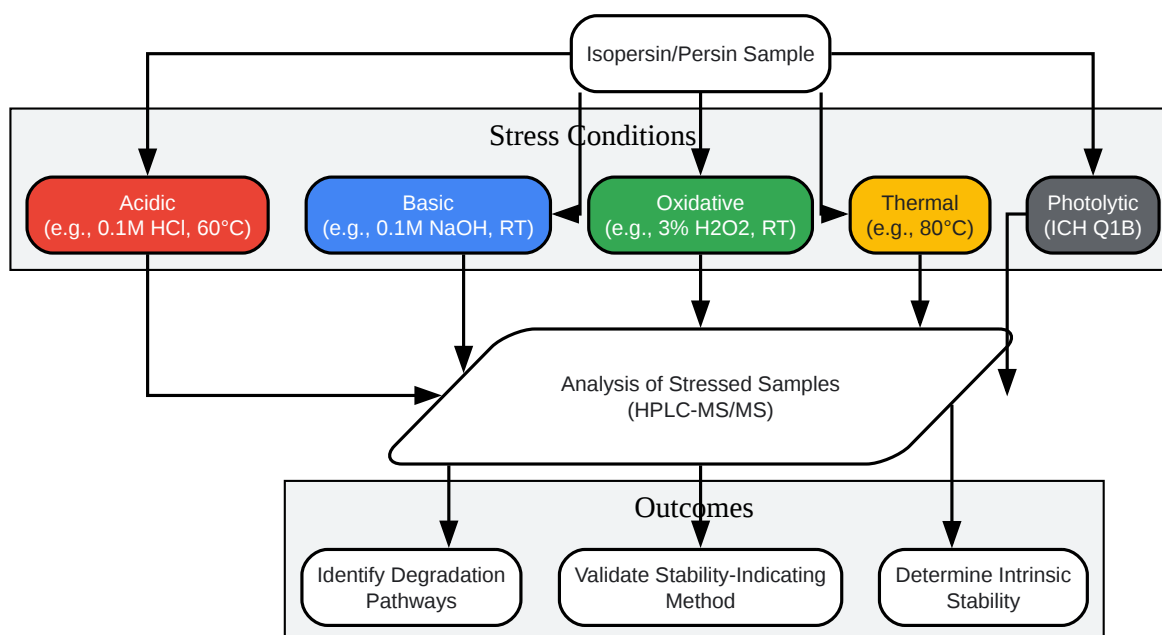 Isopersin/Persin Sample
Stress Conditions
Acidic
(e.g., 0.1M HCl, 60°C)
Basic
(e.g., 0.1M NaOH, RT)
Oxidative
(e.g., 3% H2O2, RT)
Thermal
(e.g., 80°C)
Photolytic
(ICH Q1B)
Analysis of Stressed Samples
(HPLC-MS/MS)
Outcomes
Identify Degradation
Pathways
Validate Stability-Indicating
Method
Determine Intrinsic
Stability